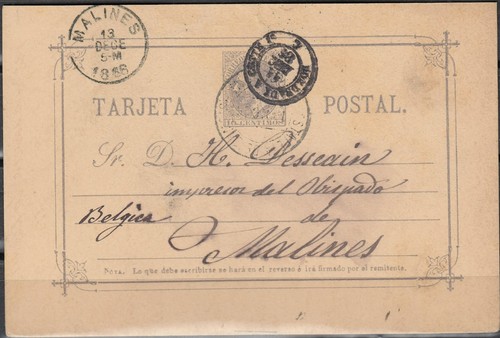 MALINES
13
DECE
5-M
1886
TARJETA POSTAL.
Sr. D. H. Dessain
impresor del Obispado
Belgica de
Malines
NOTA. Lo que debe escribirse se hará en el reverso é irá firmado por el remitente.